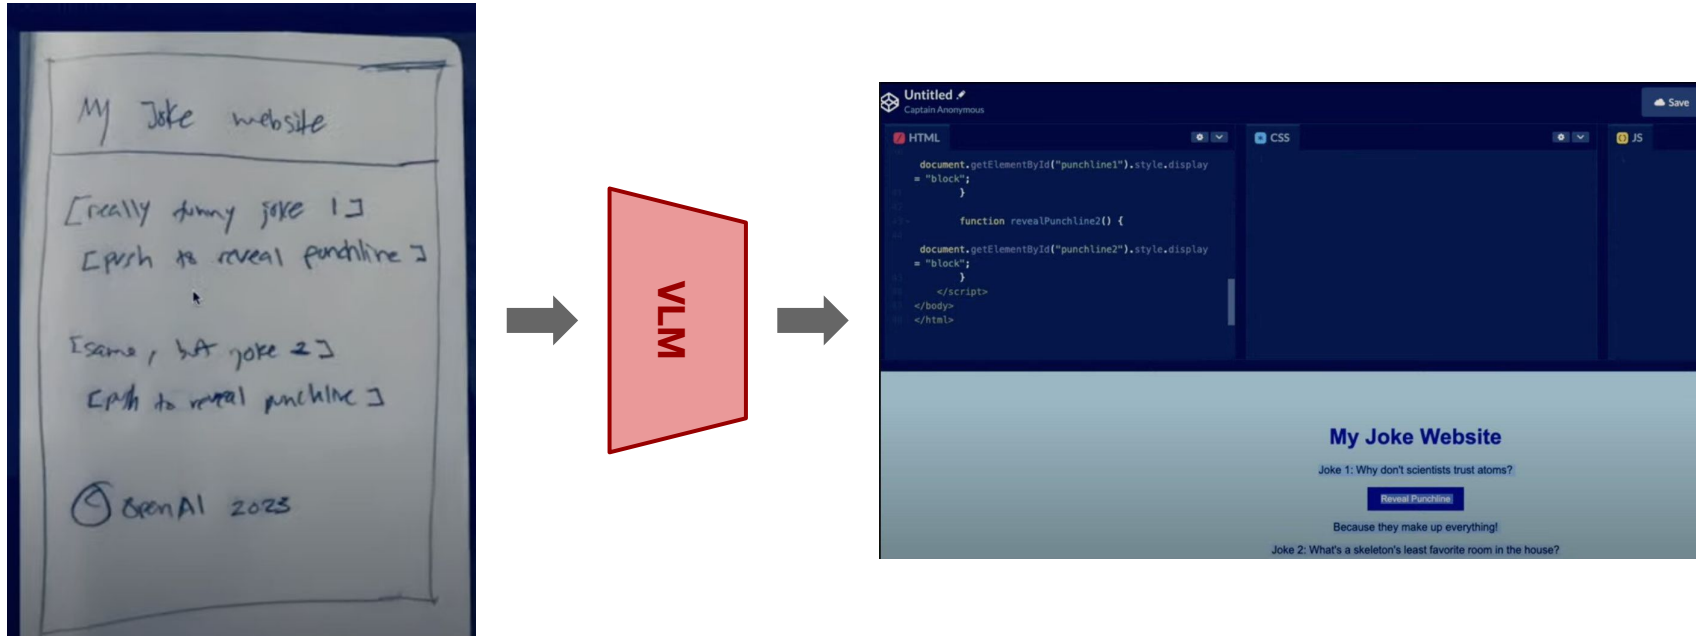 My Joke website
[really funny joke 1]
[push to reveal punchline]
[same, but joke 2]
[push to reveal punchline]
© OpenAI 2023
VLM
Untitled
Captain Anonymous
Save
HTML
CSS
JS
document.getElementById("punchline1").style.display
= "block";
}
function revealPunchline2() {
document.getElementById("punchline2").style.display
= "block";
}
</script>
</body>
</html>
My Joke Website
Joke 1: Why don't scientists trust atoms?
Reveal Punchline
Because they make up everything!
Joke 2: What's a skeleton's least favorite room in the house?